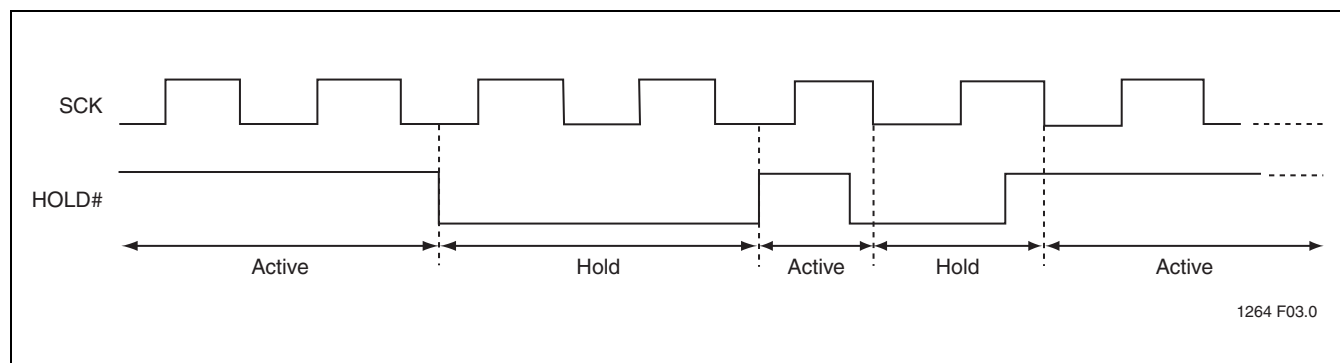 SCK
HOLD#
Active Hold Active Hold Active
1264 F03.0